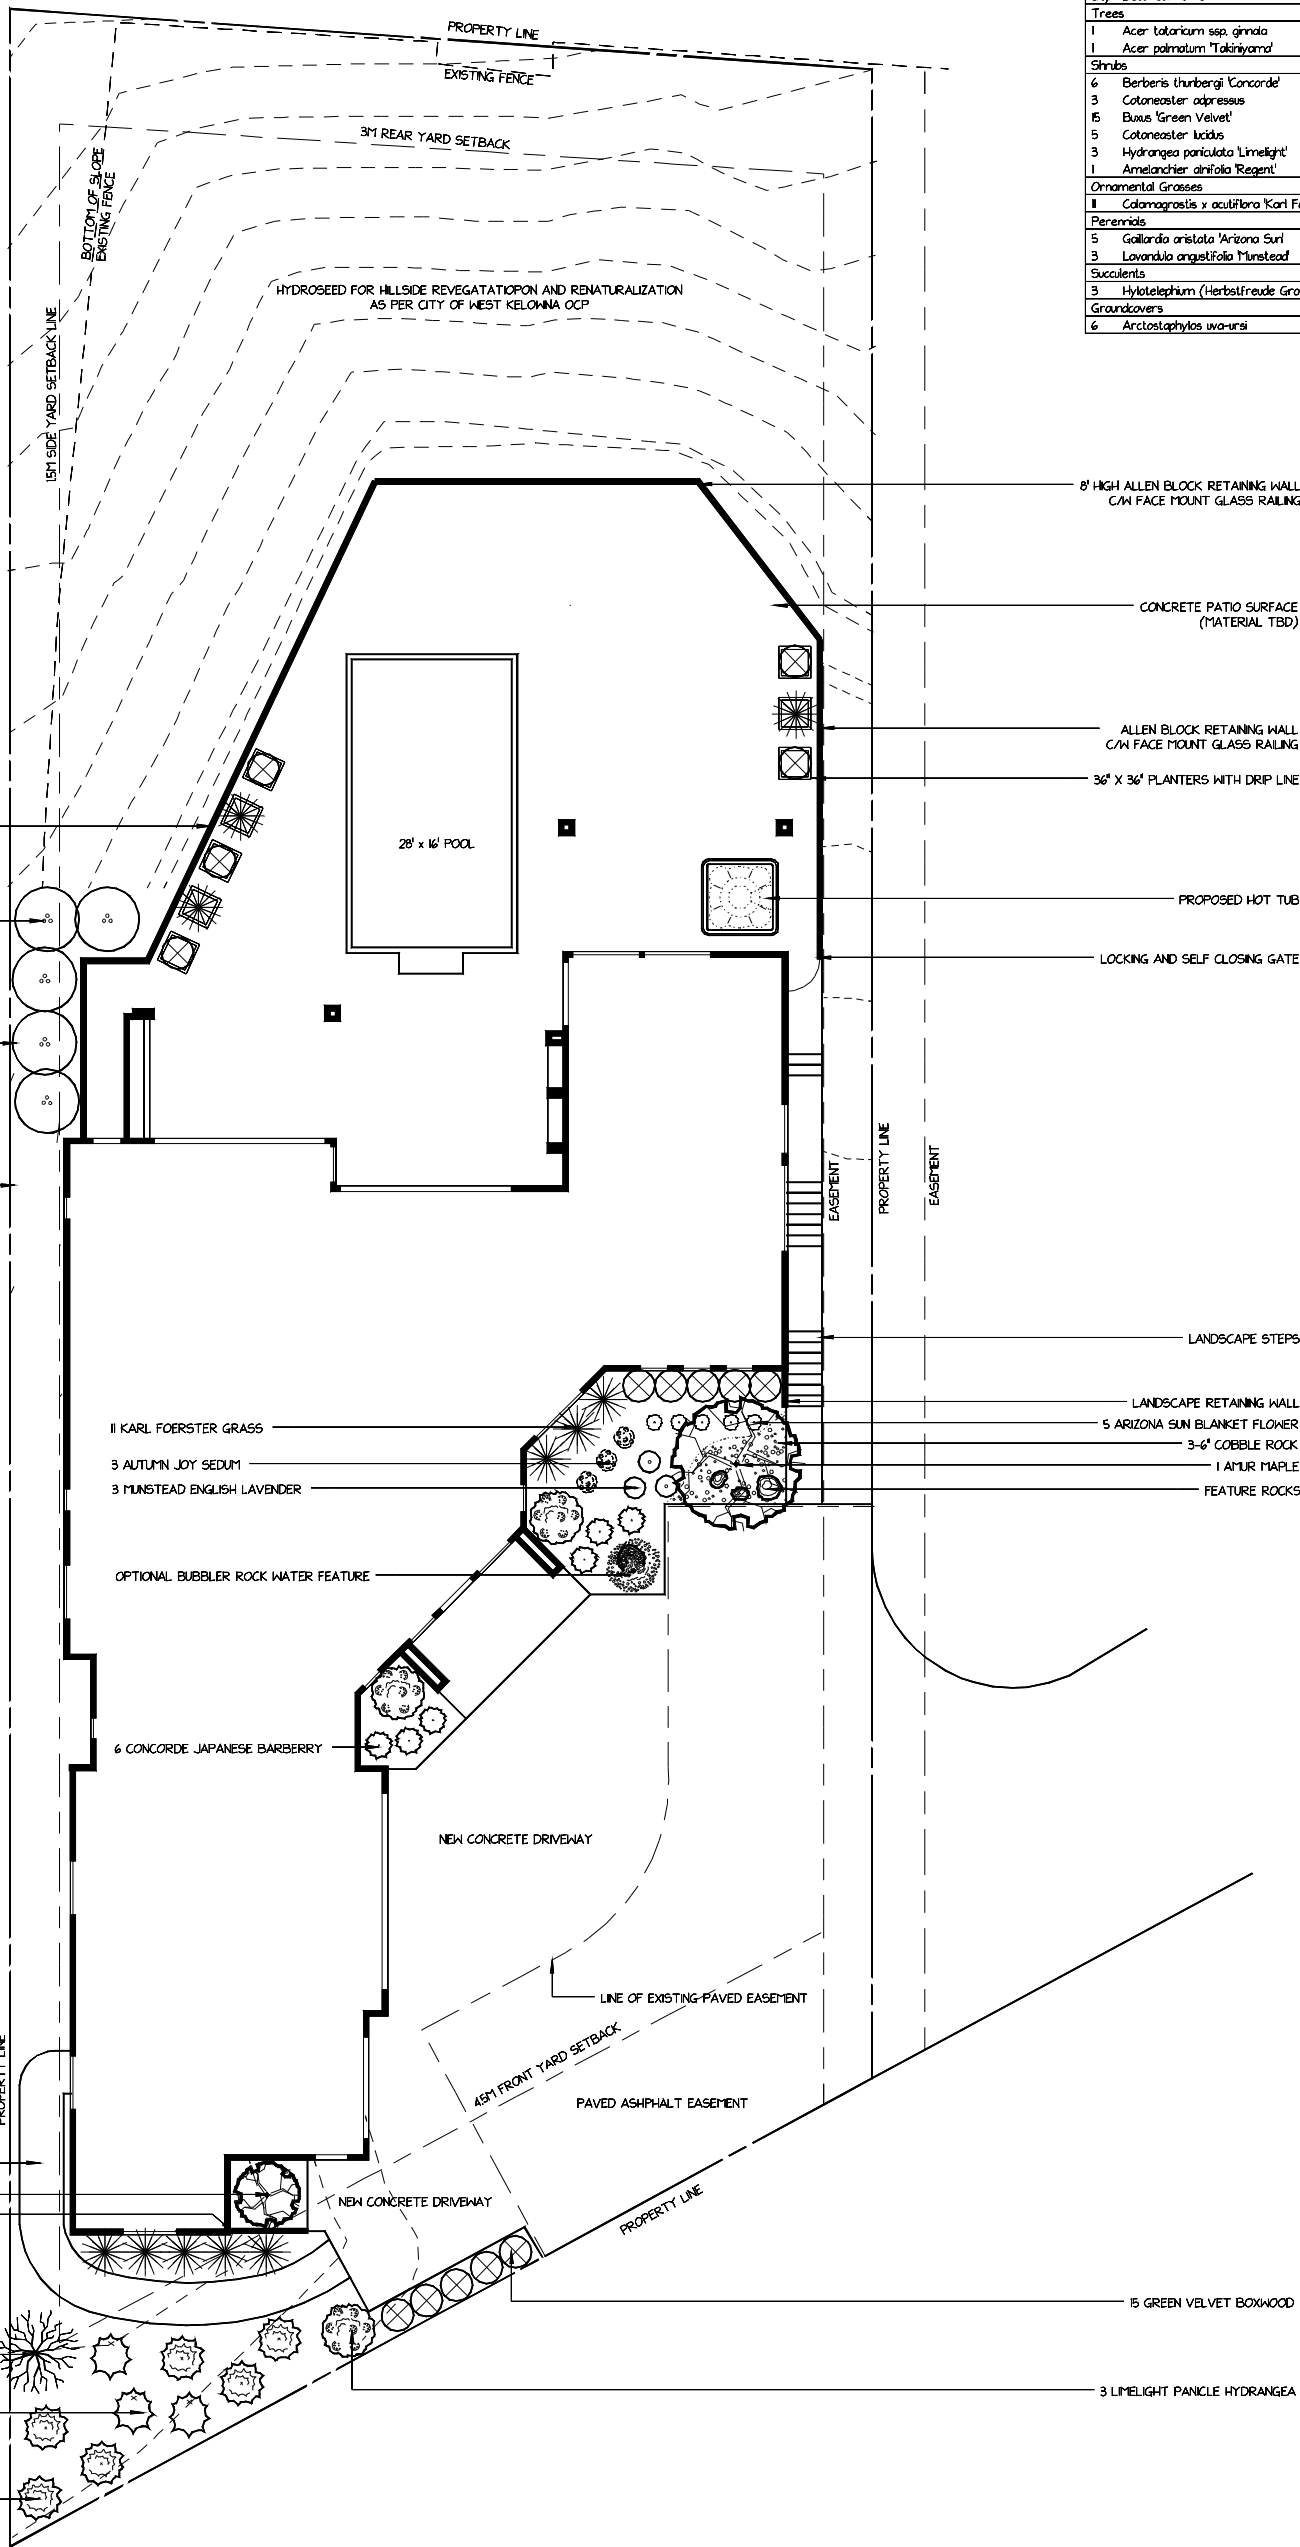 Trees
1 Acer tataricum ssp. ginnala
1 Acer palmatum 'Takiniyama'
Shrubs
6 Berberis thunbergii 'Concorde'
3 Cotoneaster adpressus
15 Buxus 'Green Velvet'
5 Cotoneaster lucidus
3 Hydrangea paniculata 'Limelight'
1 Amelanchier alnifolia 'Regent'
Ornamental Grasses
11 Calamagrostis x acutiflora 'Karl
Perennials
5 Gaillardia aristata 'Arizona Sun'
3 Lavandula angustifolia 'Munstead'
Succulents
3 Hylotelephium (Herbstfreude
Groundcovers
6 Arctostaphylos uva-ursi
PROPERTY LINE
EXISTING FENCE
3M REAR YARD SETBACK
BOTTOM OF SLOPE
EXISTING FENCE
HYDROSEED FOR HILLSIDE REVEGATATIOPON AND RENATURALIZATION
AS PER CITY OF WEST KELOWNA OCP
1.5M SIDE YARD SETBACK LINE
8' HIGH ALLEN BLOCK RETAINING WALL
C/W FACE MOUNT GLASS RAILING
CONCRETE PATIO SURFACE
(MATERIAL TBD)
ALLEN BLOCK RETAINING WALL
C/W FACE MOUNT GLASS RAILING
36" X 36" PLANTERS WITH DRIP LINE
28' x 16' POOL
PROPOSED HOT TUB
LOCKING AND SELF CLOSING GATE
EASEMENT
PROPERTY LINE
EASEMENT
LANDSCAPE STEPS
LANDSCAPE RETAINING WALL
11 KARL FOERSTER GRASS
5 ARIZONA SUN BLANKET FLOWER
3-6" COBBLE ROCK
3 AUTUMN JOY SEDUM
1 AMUR MAPLE
3 MUNSTEAD ENGLISH LAVENDER
FEATURE ROCKS
OPTIONAL BUBBLER ROCK WATER FEATURE
6 CONCORDE JAPANESE BARBERRY
NEW CONCRETE DRIVEWAY
LINE OF EXISTING PAVED EASEMENT
4.5M FRONT YARD SETBACK
PROPERTY LINE
PAVED ASHPHALT EASEMENT
NEW CONCRETE DRIVEWAY
PROPERTY LINE
15 GREEN VELVET BOXWOOD
3 LIMELIGHT PANICLE HYDRANGEA